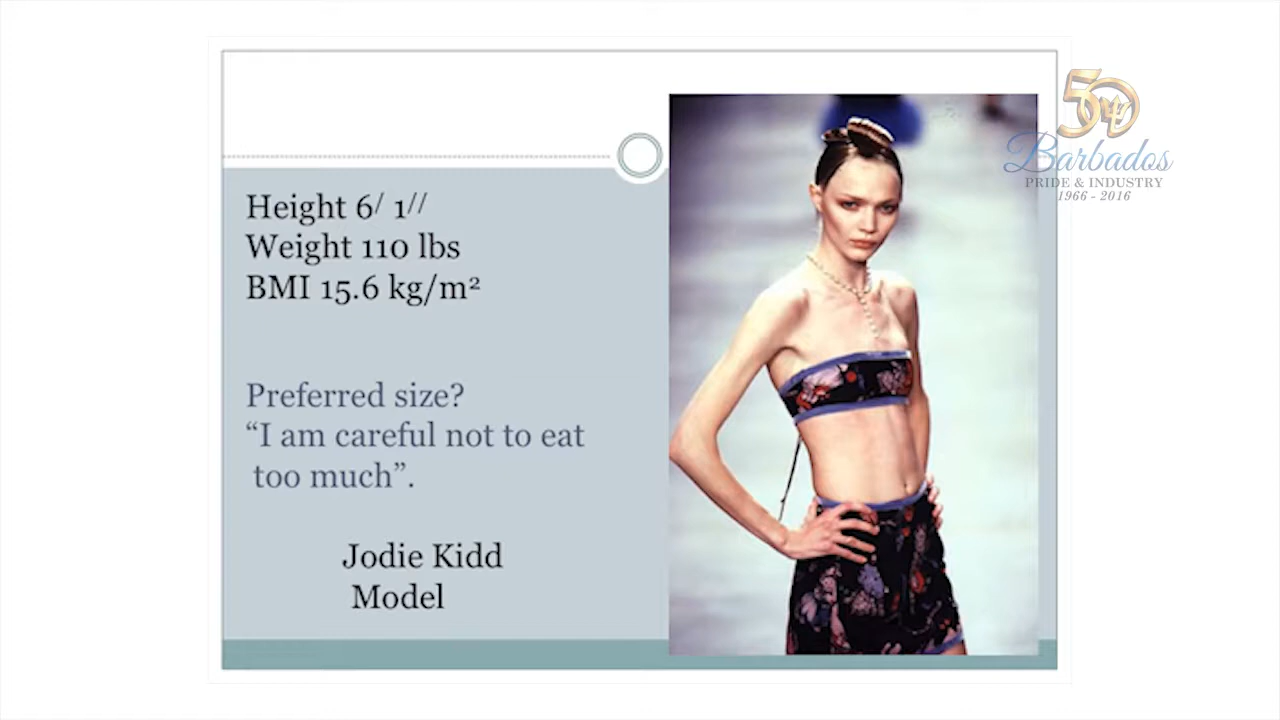 Height 6/ 1//
Weight 110 lbs
BMI 15.6 kg/m²
Preferred size?
“I am careful not to eat
too much”.
Jodie Kidd
Model
50
Barbados
PRIDE & INDUSTRY
1966 - 2016